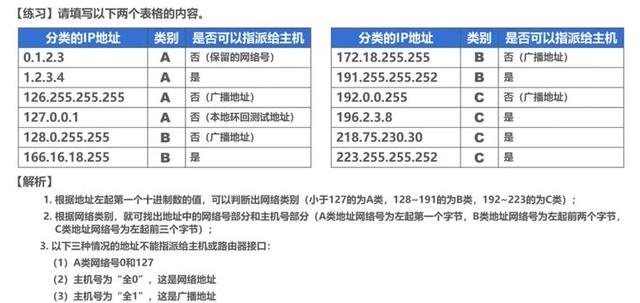 【练习】请填写以下两个表格的内容。
分类的IP地址 类别 是否可以指派给主机
0.1.2.3 A 否（保留的网络号）
1.2.3.4 A 是
126.255.255.255 A 否（广播地址）
127.0.0.1 A 否（本地环回测试地址）
128.0.255.255 B 否（广播地址）
166.16.18.255 B 是
分类的IP地址 类别 是否可以指派给主机
172.18.255.255 B 否（广播地址）
191.255.255.252 B 是
192.0.0.255 C 否（广播地址）
196.2.3.8 C 是
218.75.230.30 C 是
223.255.255.252 C 是
【解析】
1. 根据地址左起第一个十进制数的值，可以判断出网络类别（小于127的为A类，128~191的为B类，192~223的为C类）；
2. 根据网络类别，就可找出地址中的网络号部分和主机号部分（A类地址网络号为左起第一个字节，B类地址网络号为左起前两个字节，
C类地址网络号为左起前三个字节）；
3. 以下三种情况的地址不能指派给主机或路由器接口：
（1）A类网络号0和127
（2）主机号为“全0”，这是网络地址
（3）主机号为“全1”，这是广播地址